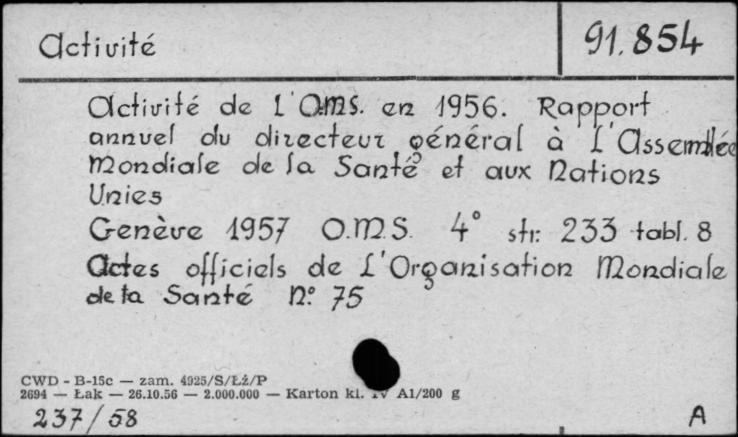 Activité
91.854
Activité de l'O.M.S. en 1956. Rapport
annuel du directeur général à l'Assemblée
Mondiale de la Santé et aux Nations
Unies
Genève 1957 O.M.S. 4° str. 233 tabl. 8
Actes officiels de l'Organisation Mondiale
de la Santé N° 75
CWD - B-15c — zam. 4925/S/Łż/P
2694 — Łak — 26.10.56 — 2.000.000 — Karton kl. IV A1/200 g
237/58
A